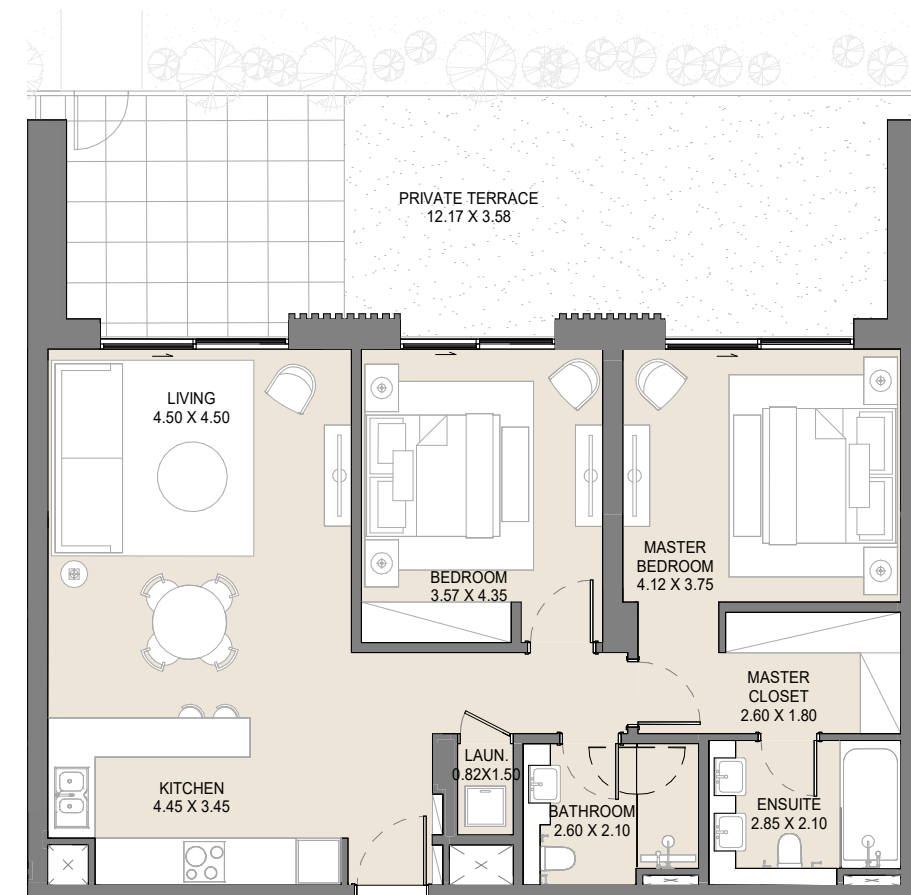 PRIVATE TERRACE
12.17 X 3.58
LIVING
4.50 X 4.50
BEDROOM
3.57 X 4.35
MASTER
BEDROOM
4.12 X 3.75
MASTER
CLOSET
2.60 X 1.80
KITCHEN
4.45 X 3.45
LAUN.
0.82X1.50
BATHROOM
2.60 X 2.10
ENSUITE
2.85 X 2.10